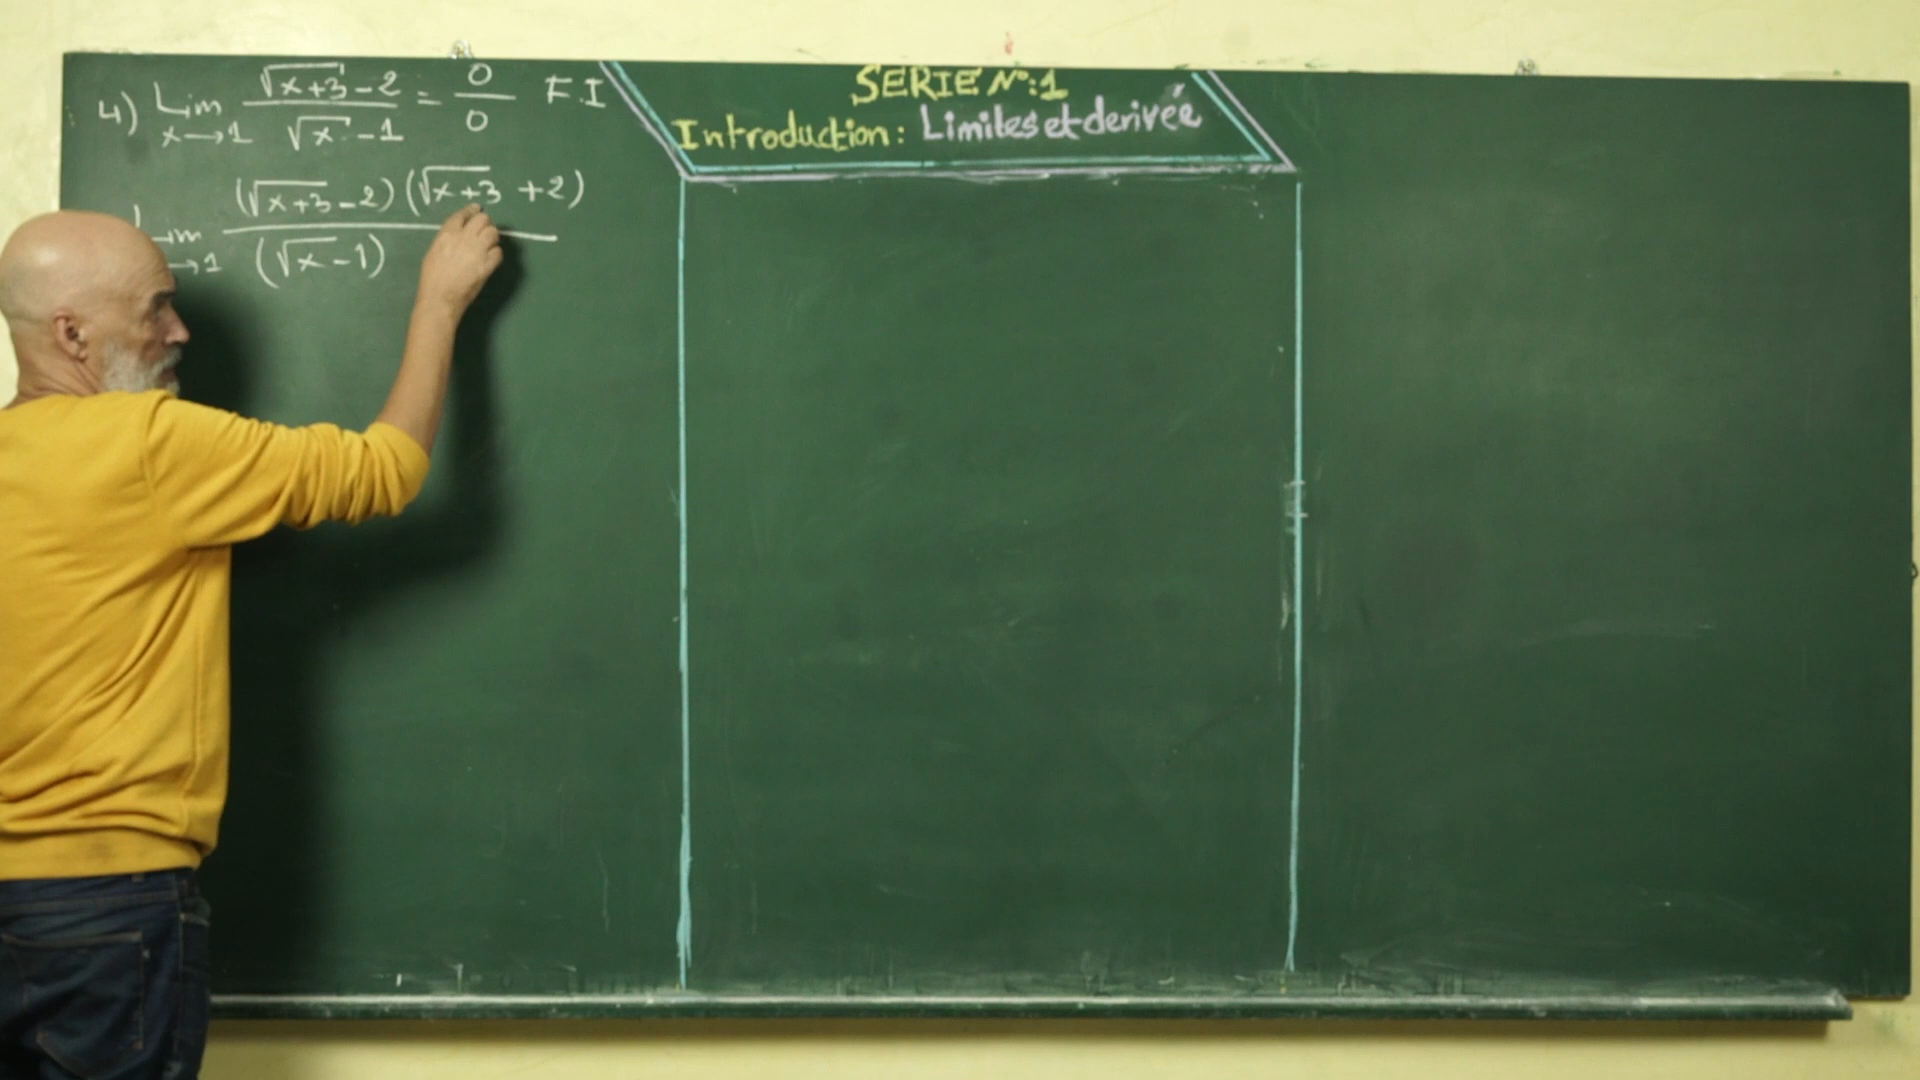 4) Lim x→1 (√(x+3) - 2)/(√x - 1) = 0/0 F.I
Lim →1 (√(x+3) - 2)(√(x+3) + 2)/(√x - 1)
SERIE N°:1
Introduction: Limites et derivée